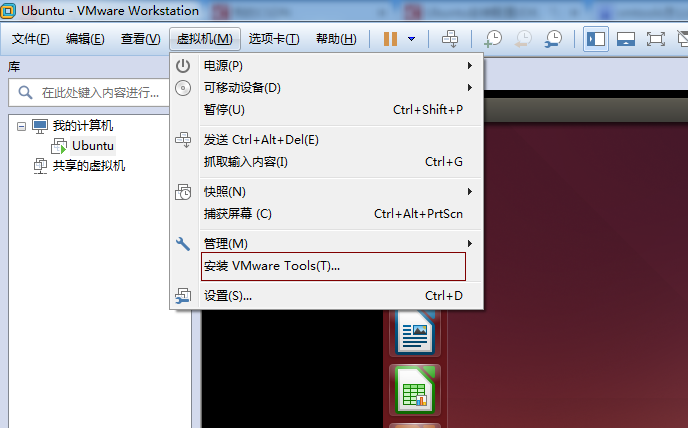 Ubuntu - VMware Workstation
文件(F) 编辑(E) 查看(V) 虚拟机(M) 选项卡(T) 帮助(H)
库
在此处键入内容进行...
我的计算机
Ubuntu
共享的虚拟机
电源(P)
可移动设备(D)
暂停(U) Ctrl+Shift+P
发送 Ctrl+Alt+Del(E)
抓取输入内容(I) Ctrl+G
快照(N)
捕获屏幕 (C) Ctrl+Alt+PrtScn
管理(M)
安装 VMware Tools(T)...
设置(S)... Ctrl+D